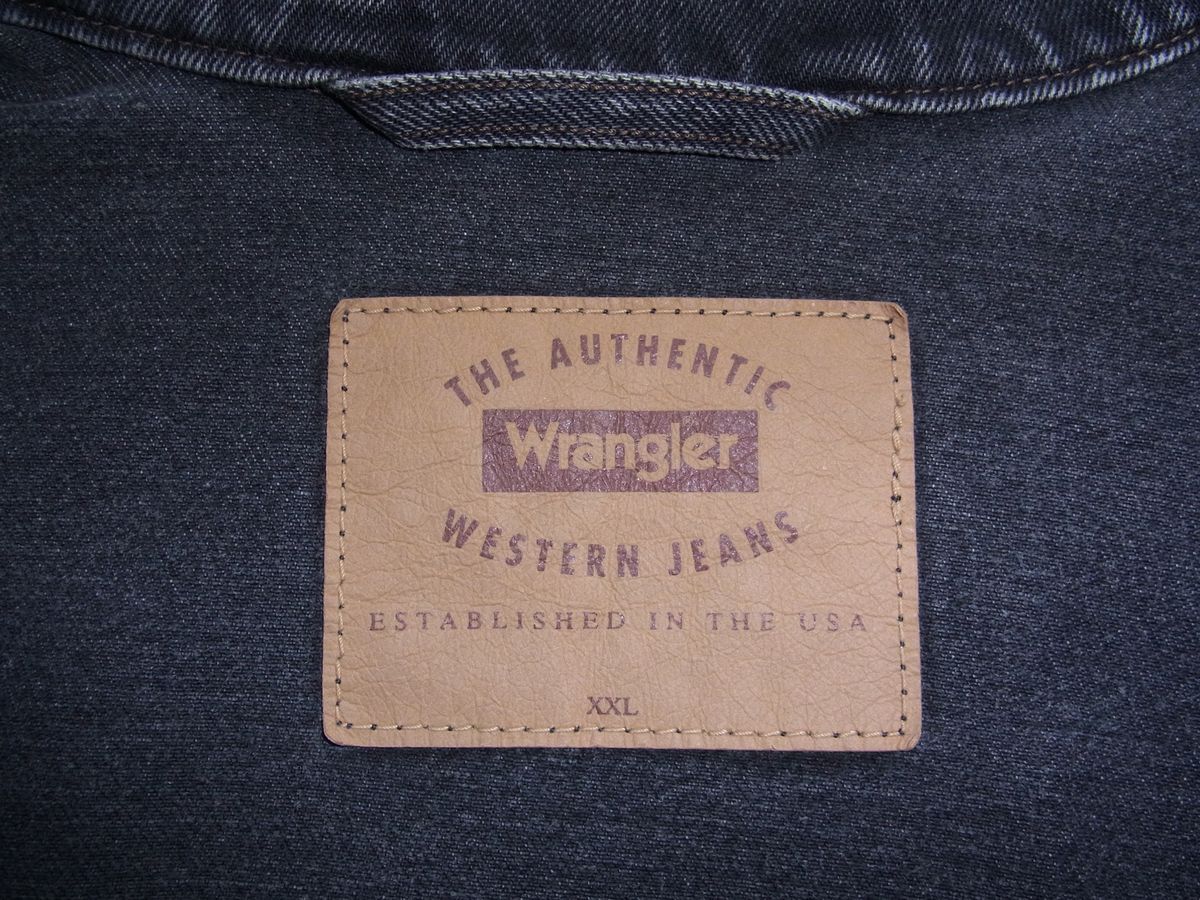 THE AUTHENTIC
Wrangler
WESTERN JEANS
ESTABLISHED IN THE USA
XXL